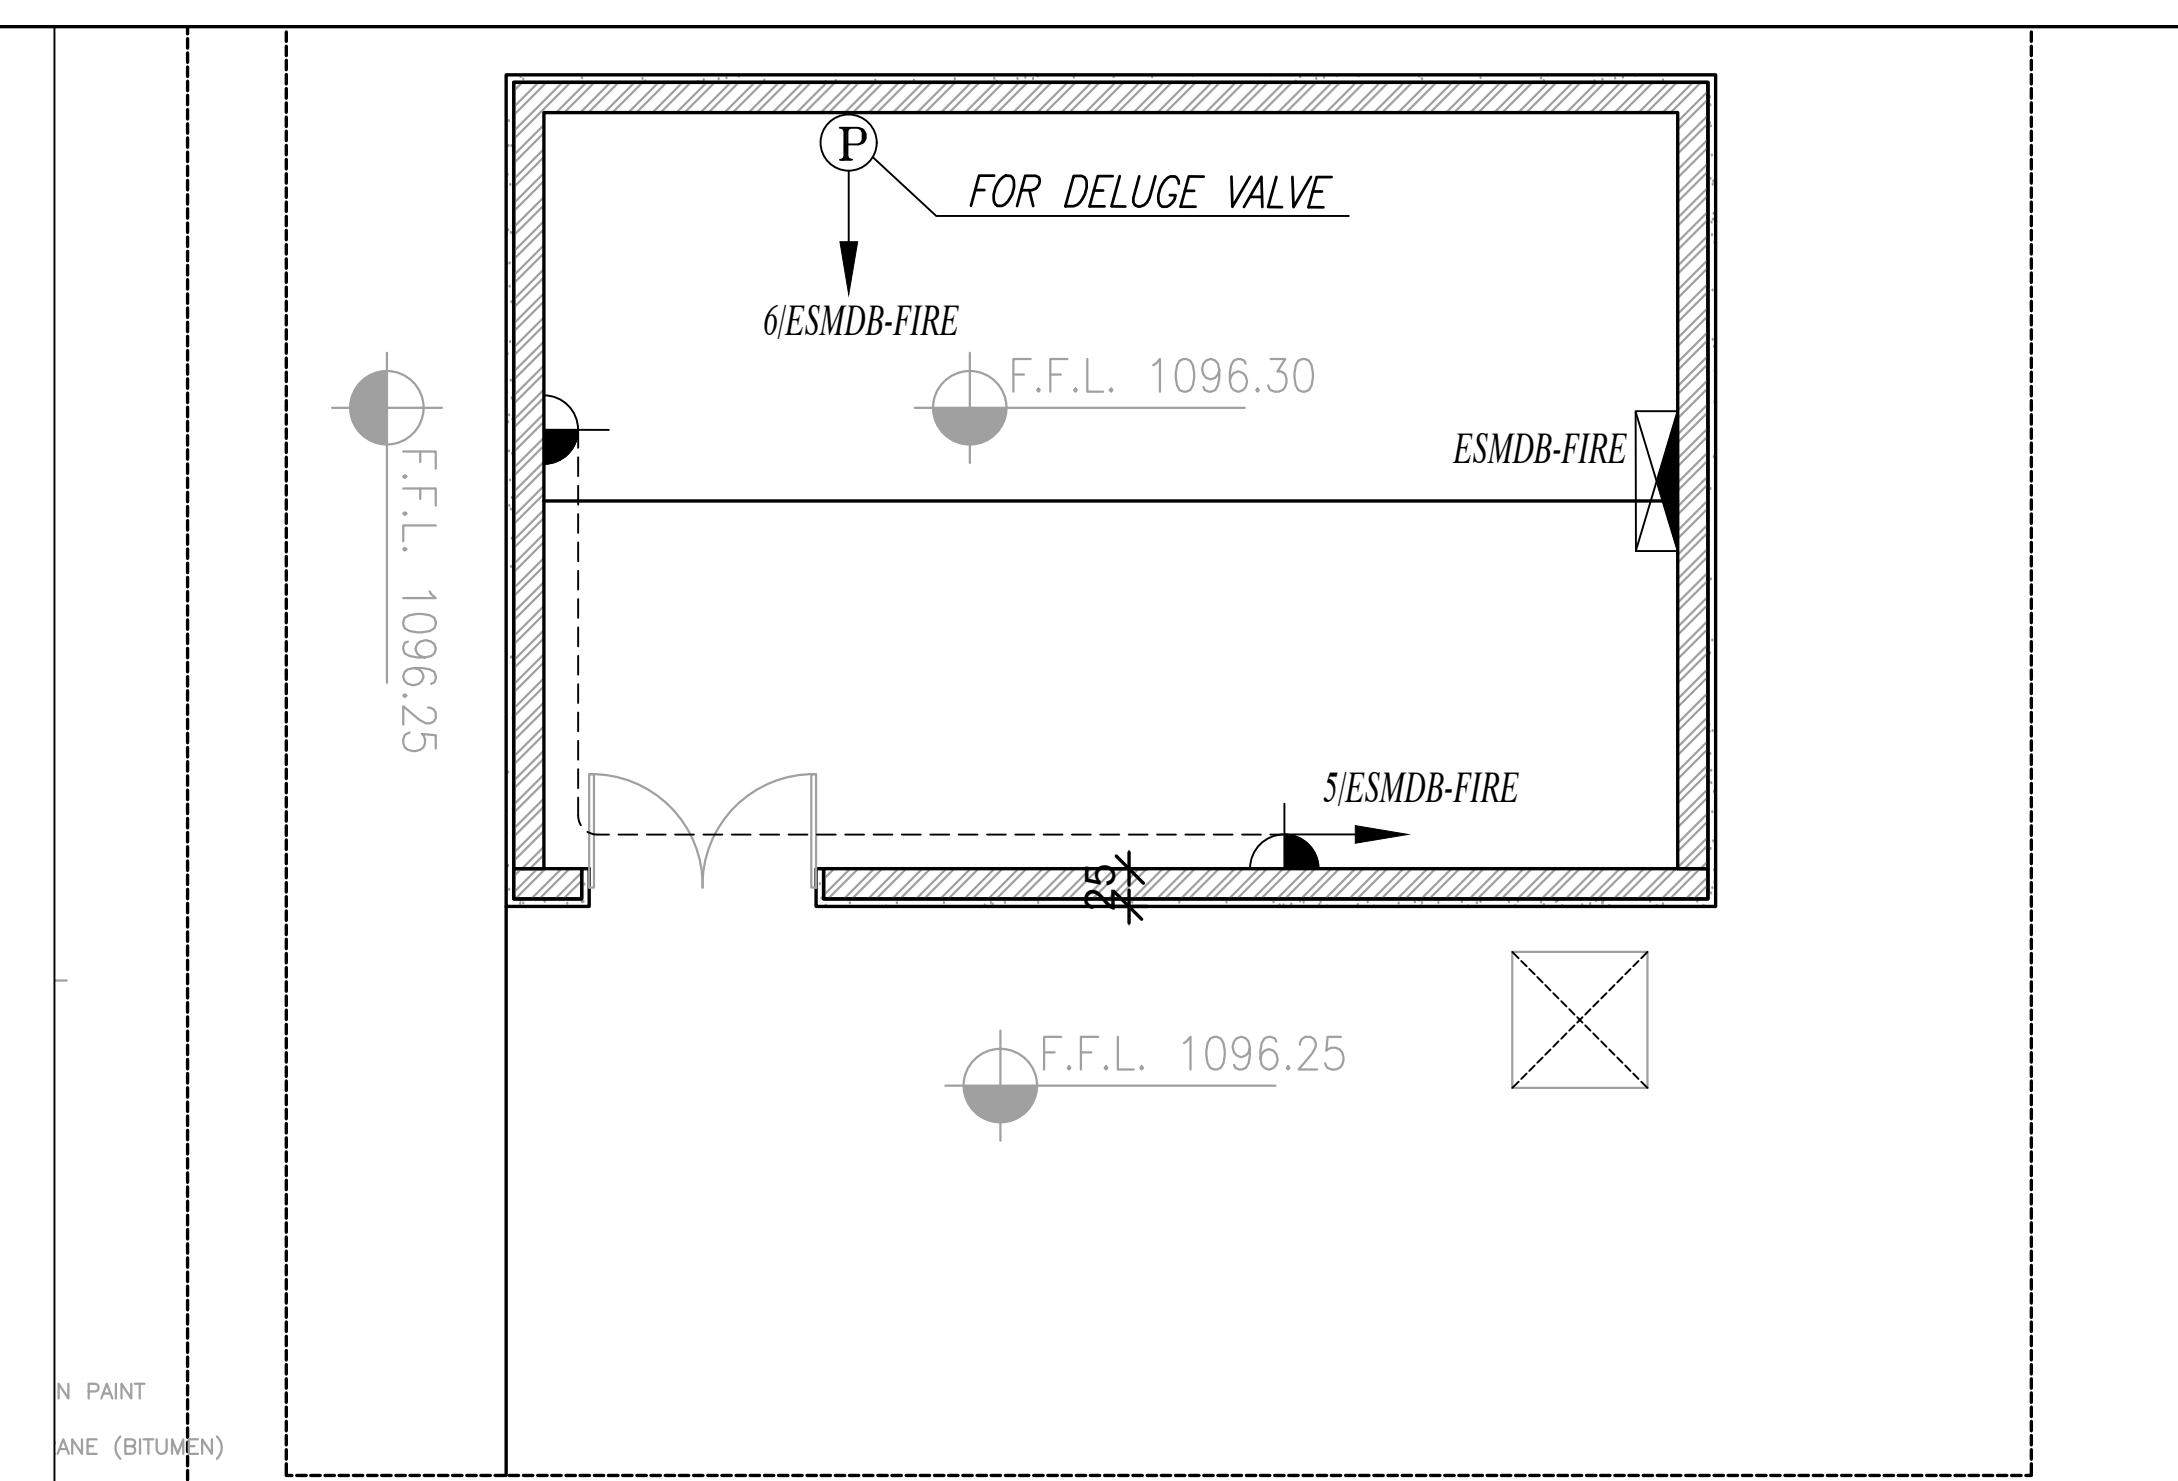 P
FOR DELUGE VALVE
6/ESMDB-FIRE
F.F.L. 1096.30
ESMDB-FIRE
F.F.L. 1096.25
5/ESMDB-FIRE
25
F.F.L. 1096.25
N PAINT
ANE (BITUMEN)